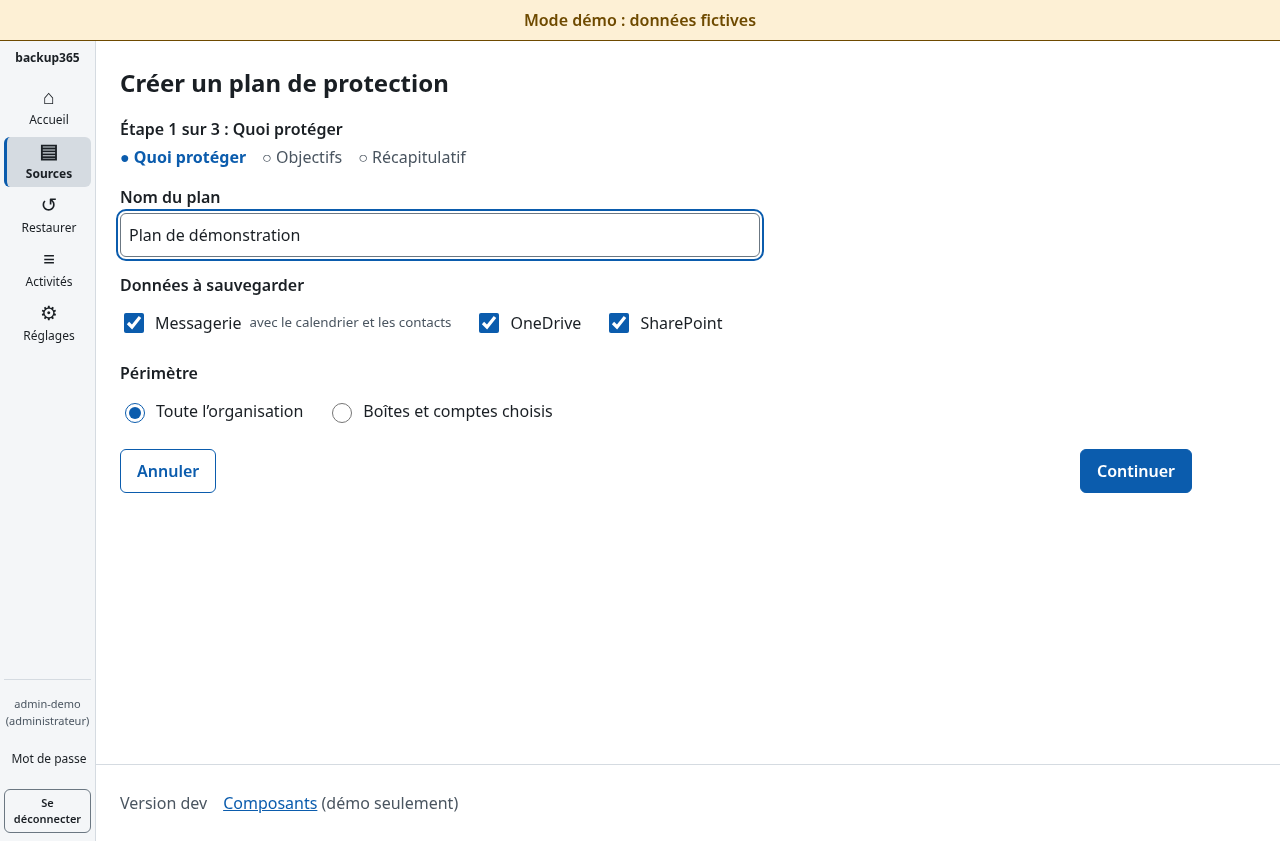 Mode démo : données fictives
backup365
Accueil
Sources
Restaurer
Activités
Réglages
admin-demo
(administrateur)
Mot de passe
Se
déconnecter
Créer un plan de protection
Étape 1 sur 3 : Quoi protéger
● Quoi protéger ○ Objectifs ○ Récapitulatif
Nom du plan
Plan de démonstration
Données à sauvegarder
Messagerie avec le calendrier et les contacts OneDrive SharePoint
Périmètre
Toute l’organisation Boîtes et comptes choisis
Annuler Continuer
Version dev Composants (démo seulement)